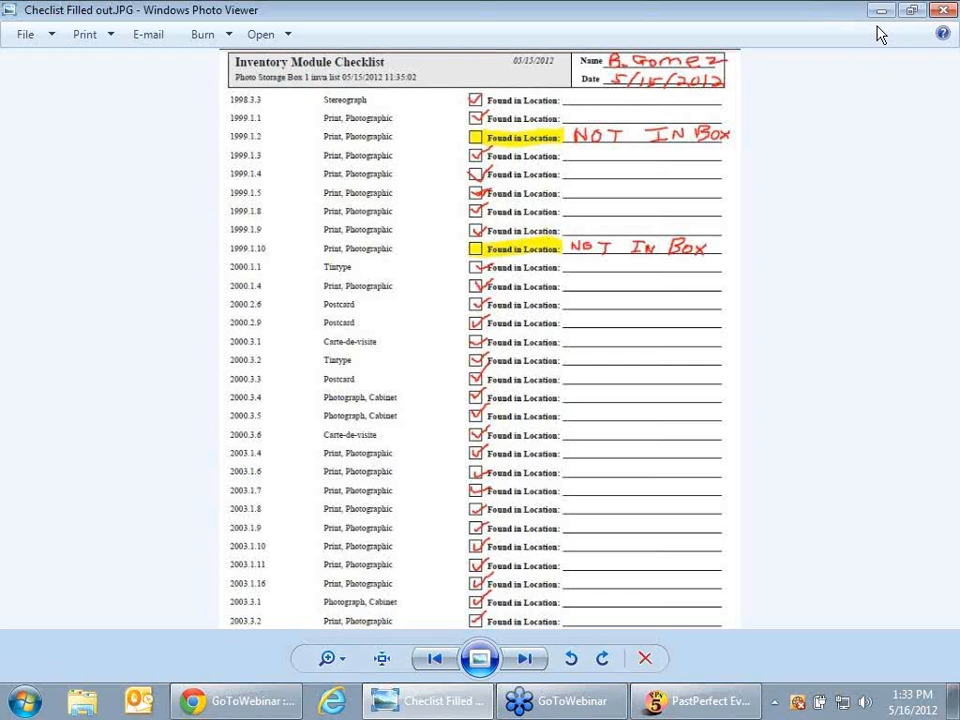 Checlist Filled out.JPG - Windows Photo Viewer
File Print E-mail Burn Open
Inventory Module Checklist 05/15/2012 Name B. Gomez
Photo Storage Box 1 inva list 05/15/2012 11:35:02 Date 5/15/2012
1998.3.3 Stereograph Found in Location:
1999.1.1 Print, Photographic Found in Location:
1999.1.2 Print, Photographic Found in Location: NOT IN BOX
1999.1.3 Print, Photographic Found in Location:
1999.1.4 Print, Photographic Found in Location:
1999.1.5 Print, Photographic Found in Location:
1999.1.8 Print, Photographic Found in Location:
1999.1.9 Print, Photographic Found in Location:
1999.1.10 Print, Photographic Found in Location: NOT IN BOX
2000.1.1 Tintype Found in Location:
2000.1.4 Print, Photographic Found in Location:
2000.2.6 Postcard Found in Location:
2000.2.9 Postcard Found in Location:
2000.3.1 Carte-de-visite Found in Location:
2000.3.2 Tintype Found in Location:
2000.3.3 Postcard Found in Location:
2000.3.4 Photograph, Cabinet Found in Location:
2000.3.5 Photograph, Cabinet Found in Location:
2000.3.6 Carte-de-visite Found in Location:
2003.1.4 Print, Photographic Found in Location:
2003.1.6 Print, Photographic Found in Location:
2003.1.7 Print, Photographic Found in Location:
2003.1.8 Print, Photographic Found in Location:
2003.1.9 Print, Photographic Found in Location:
2003.1.10 Print, Photographic Found in Location:
2003.1.11 Print, Photographic Found in Location:
2003.1.16 Print, Photographic Found in Location:
2003.3.1 Photograph, Cabinet Found in Location:
2003.3.2 Print, Photographic Found in Location:
GoToWebinar :... Checlist Filled ... GoToWebinar PastPerfect Ev... 1:33 PM
5/16/2012